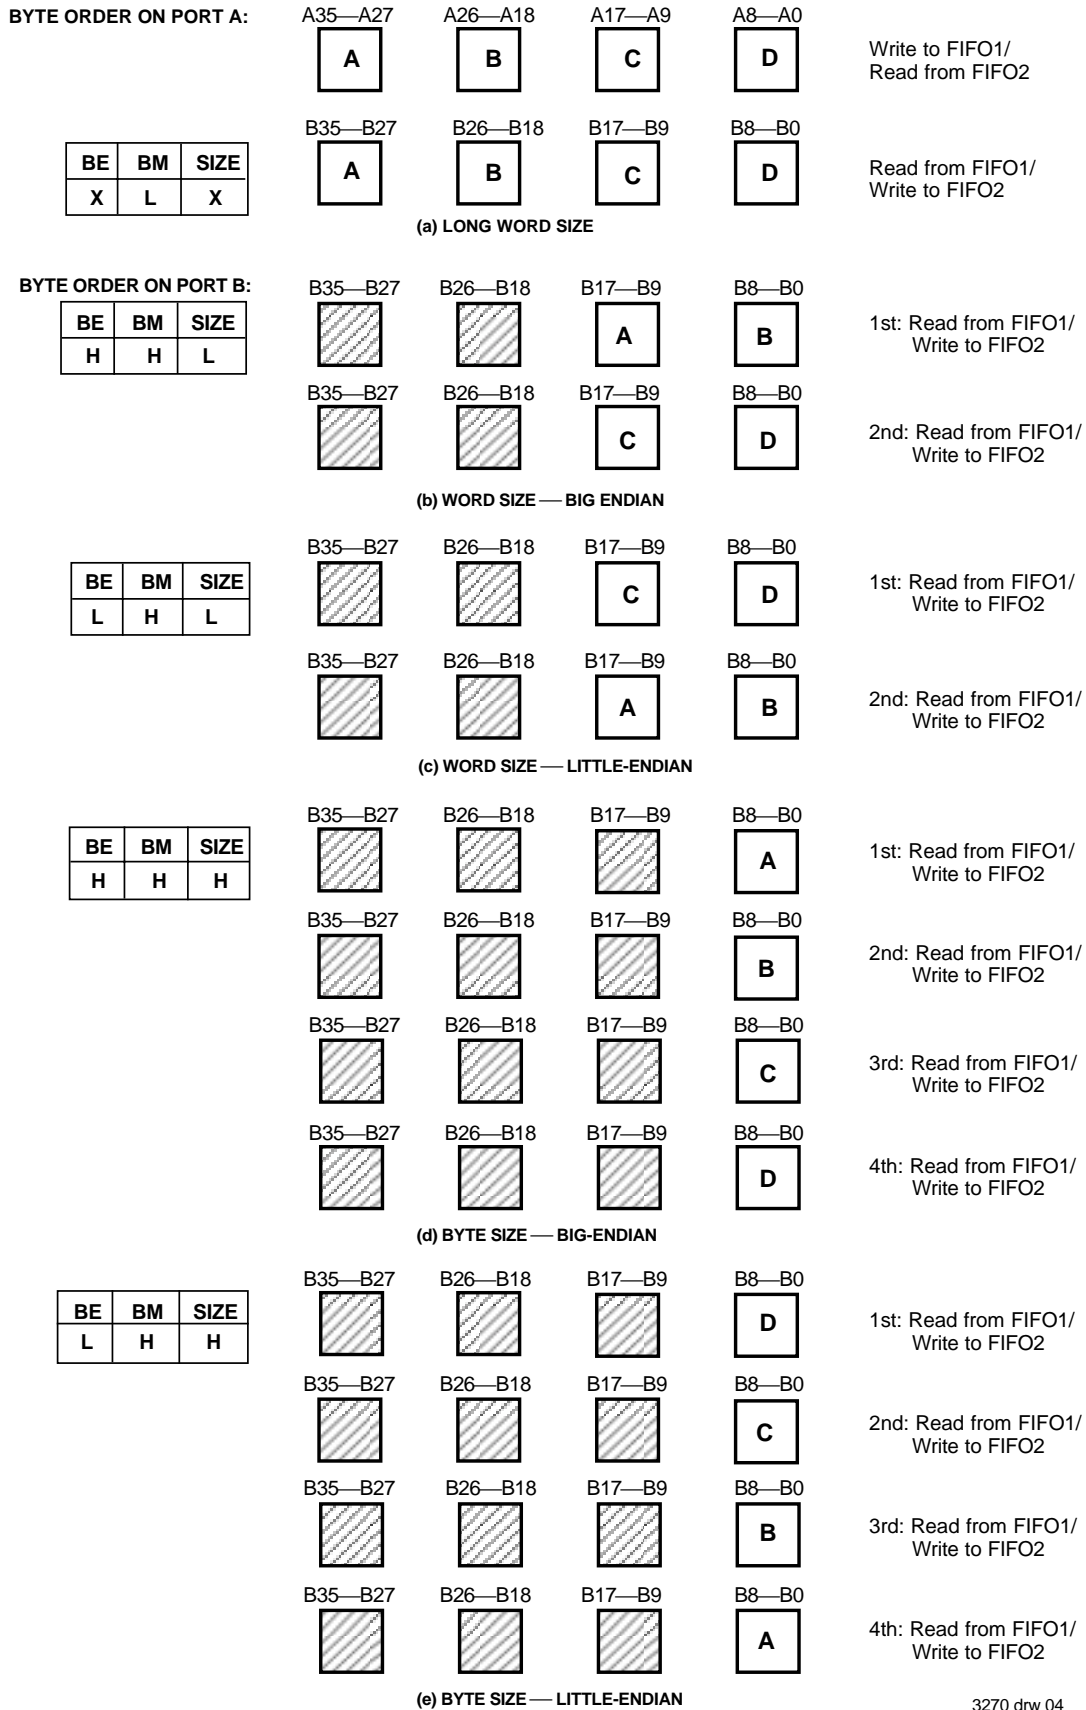 BYTE ORDER ON PORT A:
A35—A27 A26—A18 A17—A9 A8—A0
A B C D
Write to FIFO1/
Read from FIFO2
B35—B27 B26—B18 B17—B9 B8—B0
BE BM SIZE
X L X
A B C D
Read from FIFO1/
Write to FIFO2
(a) LONG WORD SIZE
BYTE ORDER ON PORT B:
B35—B27 B26—B18 B17—B9 B8—B0
BE BM SIZE
H H L
A B
1st: Read from FIFO1/
Write to FIFO2
B35—B27 B26—B18 B17—B9 B8—B0
C D
2nd: Read from FIFO1/
Write to FIFO2
(b) WORD SIZE — BIG ENDIAN
B35—B27 B26—B18 B17—B9 B8—B0
BE BM SIZE
L H L
C D
1st: Read from FIFO1/
Write to FIFO2
B35—B27 B26—B18 B17—B9 B8—B0
A B
2nd: Read from FIFO1/
Write to FIFO2
(c) WORD SIZE — LITTLE-ENDIAN
B35—B27 B26—B18 B17—B9 B8—B0
BE BM SIZE
H H H
A
1st: Read from FIFO1/
Write to FIFO2
B35—B27 B26—B18 B17—B9 B8—B0
B
2nd: Read from FIFO1/
Write to FIFO2
B35—B27 B26—B18 B17—B9 B8—B0
C
3rd: Read from FIFO1/
Write to FIFO2
B35—B27 B26—B18 B17—B9 B8—B0
D
4th: Read from FIFO1/
Write to FIFO2
(d) BYTE SIZE — BIG-ENDIAN
B35—B27 B26—B18 B17—B9 B8—B0
BE BM SIZE
L H H
D
1st: Read from FIFO1/
Write to FIFO2
B35—B27 B26—B18 B17—B9 B8—B0
C
2nd: Read from FIFO1/
Write to FIFO2
B35—B27 B26—B18 B17—B9 B8—B0
B
3rd: Read from FIFO1/
Write to FIFO2
B35—B27 B26—B18 B17—B9 B8—B0
A
4th: Read from FIFO1/
Write to FIFO2
(e) BYTE SIZE — LITTLE-ENDIAN
3270 drw 04